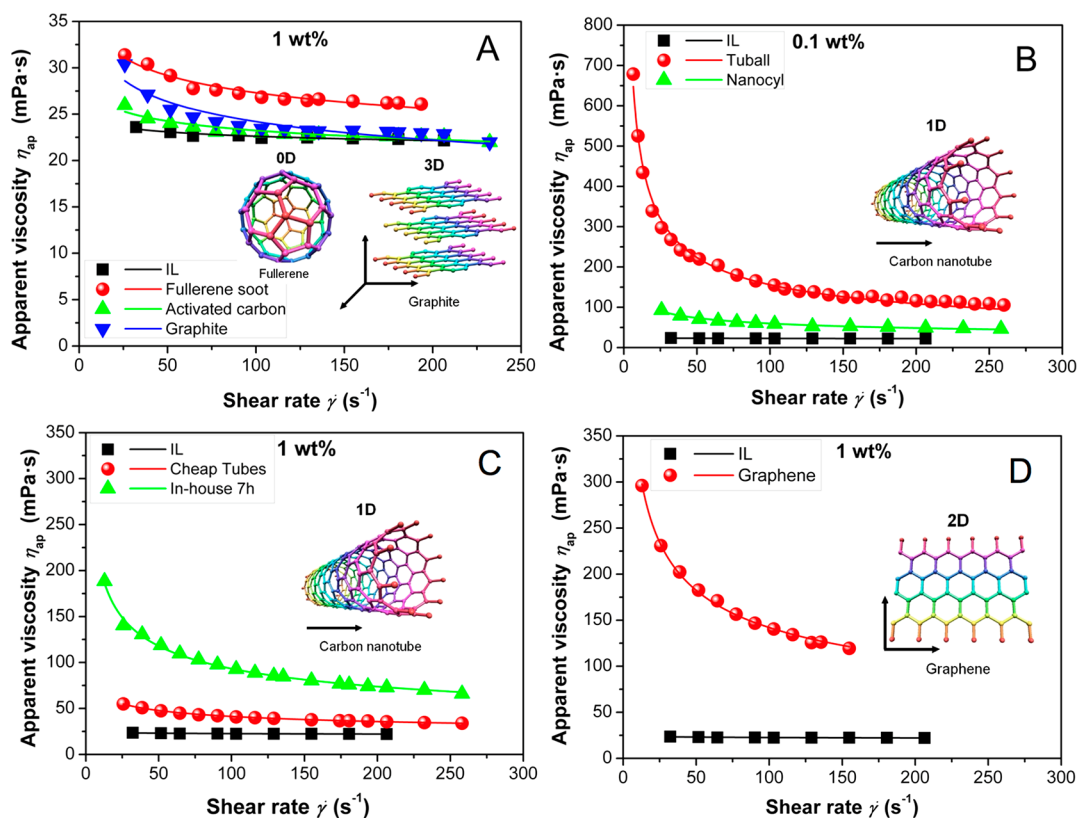 1 wt%
A
35
30
25
20
15
10
5
0
Apparent viscosity ηap (mPa·s)
0D
3D
Fullerene
Graphite
IL
Fullerene soot
Activated carbon
Graphite
0
50
100
150
200
250
Shear rate γ̇ (s⁻¹)
0.1 wt%
B
800
700
600
500
400
300
200
100
0
Apparent viscosity ηap (mPa·s)
IL
Tuball
Nanocyl
1D
Carbon nanotube
0
50
100
150
200
250
300
Shear rate γ̇ (s⁻¹)
1 wt%
C
350
300
250
200
150
100
50
0
Apparent viscosity ηap (mPa·s)
IL
Cheap Tubes
In-house 7h
1D
Carbon nanotube
0
50
100
150
200
250
300
Shear rate γ̇ (s⁻¹)
1 wt%
D
350
300
250
200
150
100
50
0
Apparent viscosity ηap (mPa·s)
IL
Graphene
2D
Graphene
0
50
100
150
200
250
300
Shear rate γ̇ (s⁻¹)